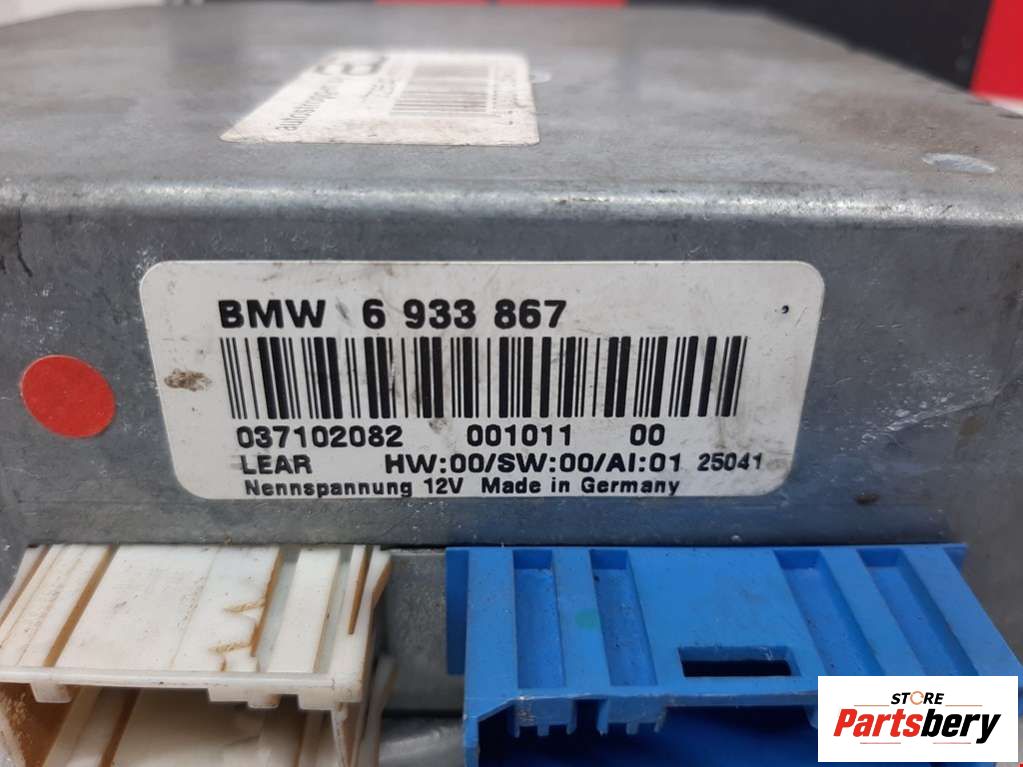 BMW 6 933 867
037102082 001011 00
LEAR HW:00/SW:00/AI:01 25041
Nennspannung 12V Made in Germany
STORE
Partsbery